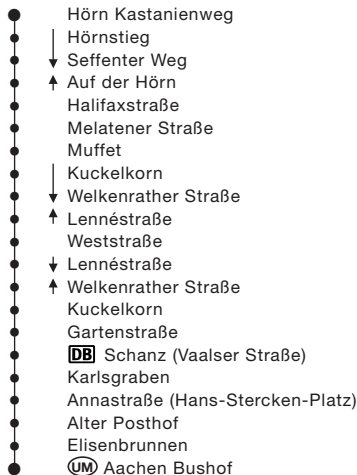 Hörn Kastanienweg
Hörnstieg
Seffenter Weg
Auf der Hörn
Halifaxstraße
Melatener Straße
Muffet
Kuckelkorn
Welkenrather Straße
Lennéstraße
Weststraße
Lennéstraße
Welkenrather Straße
Kuckelkorn
Gartenstraße
DB Schanz (Vaalser Straße)
Karlsgraben
Annastraße (Hans-Stercken-Platz)
Alter Posthof
Elisenbrunnen
UM Aachen Bushof